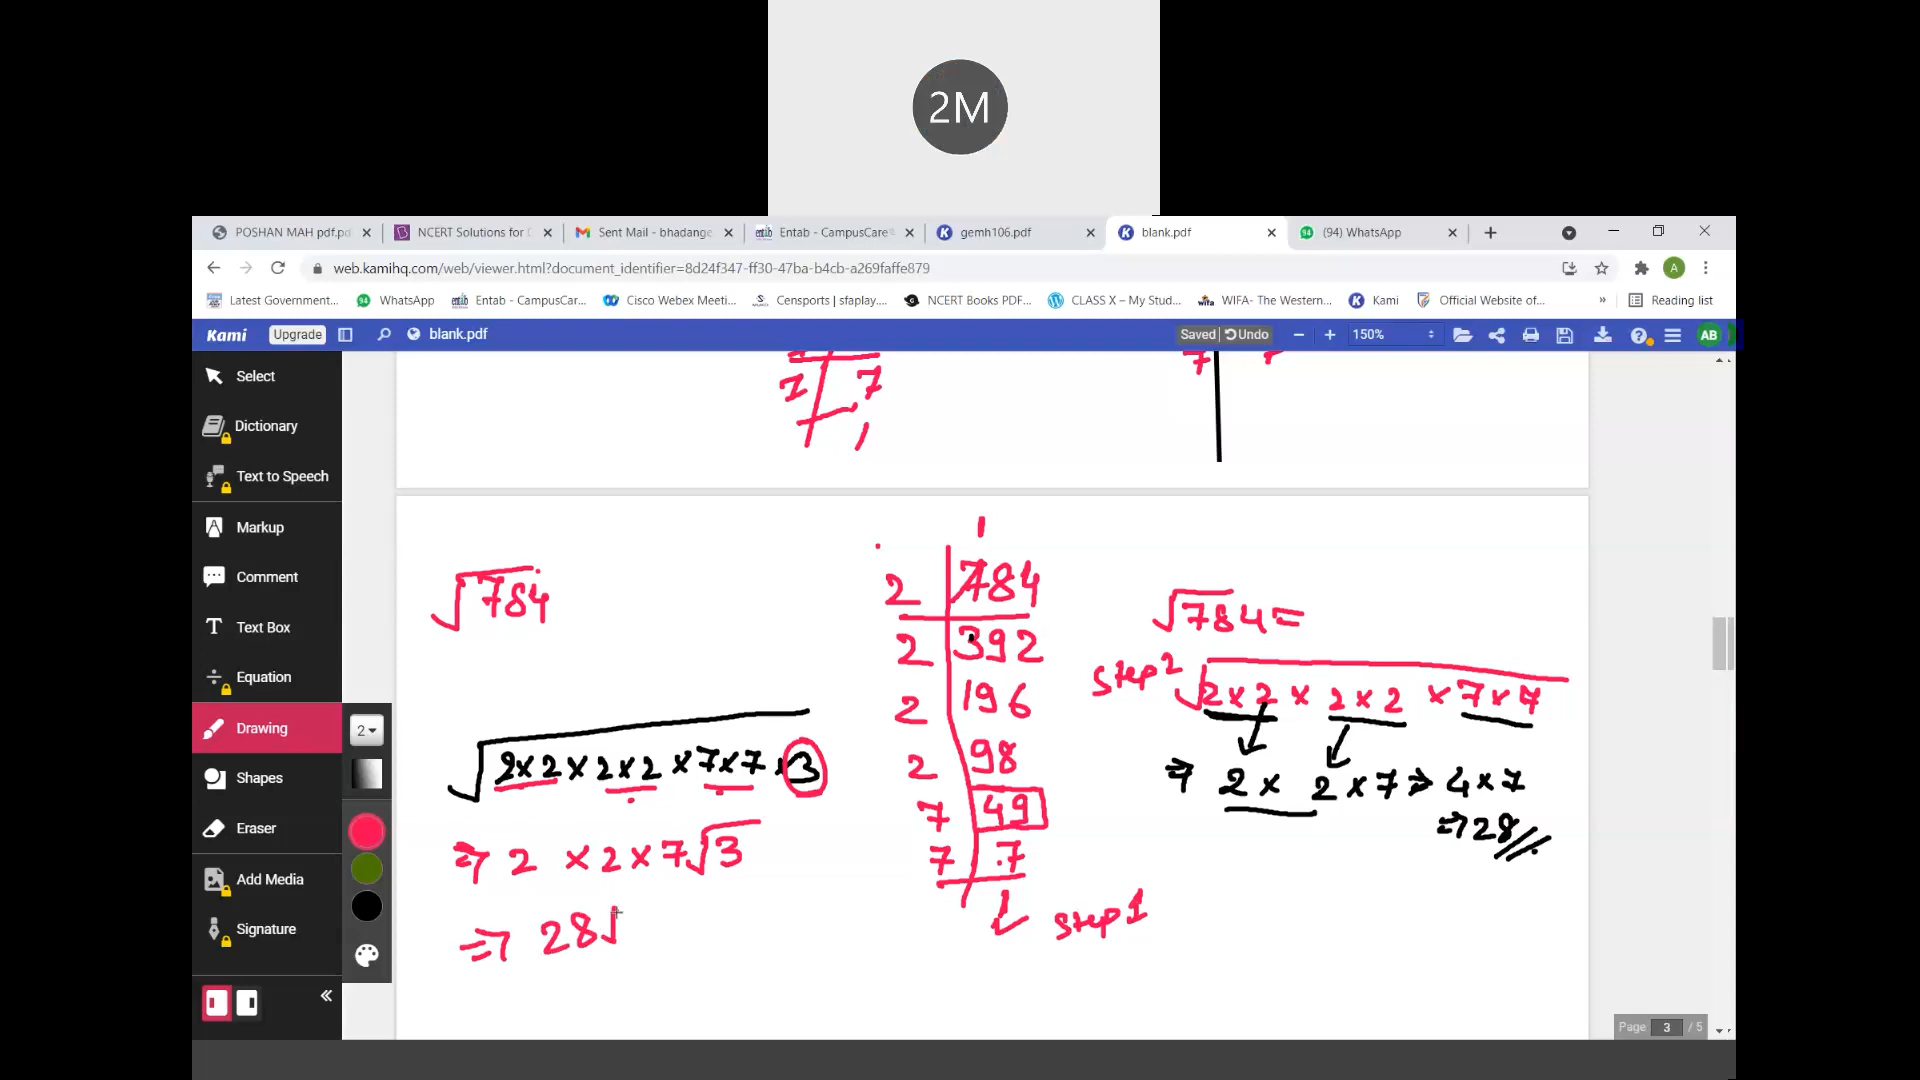 2M
POSHAN MAH pdf.pd
NCERT Solutions for
Sent Mail - bhadange
Entab - CampusCare
gemh106.pdf
blank.pdf
(94) WhatsApp
web.kamihq.com/web/viewer.html?document_identifier=8d24f347-ff30-47ba-b4cb-a269faffe879
A
Latest Government...
WhatsApp
Entab - CampusCar...
Cisco Webex Meeti...
Censports | sfaplay....
NCERT Books PDF...
CLASS X – My Stud...
WIFA- The Western...
Kami
Official Website of...
»
Reading list
Kami
Upgrade
blank.pdf
Saved
Undo
150%
AB
Select
Dictionary
Text to Speech
Markup
Comment
Text Box
Equation
Drawing
2
Shapes
Eraser
Add Media
Signature
7 7
1
√784
√2×2×2×2×7×7×3
⇒ 2 ×2×7√3
⇒ 28√
1
2 784
2 392
2 196
2 98
7 49
7 7
1
Step 1
√784=
Step 2 √2×2 × 2×2 ×7×7
⇒ 2× 2×7 ⇒ 4×7
⇒28
Page 3 / 5